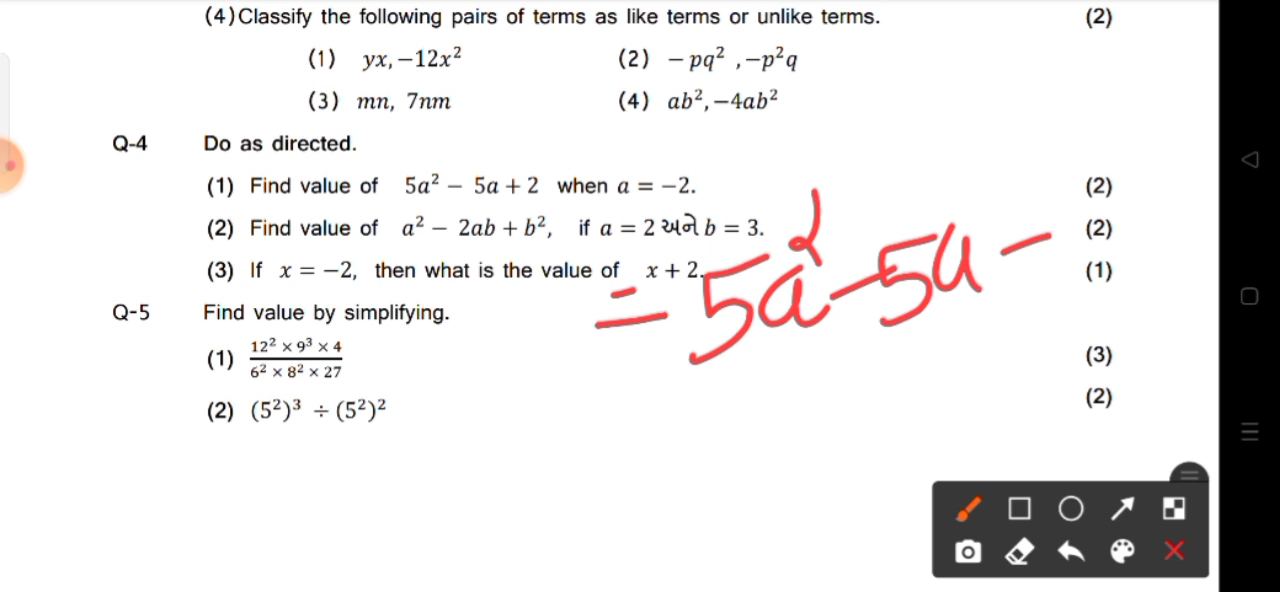 (4) Classify the following pairs of terms as like terms or unlike terms. (2)
(1) yx, −12x² (2) − pq² ,−p²q
(3) mn, 7nm (4) ab², −4ab²
Q-4 Do as directed.
(1) Find value of 5a² − 5a + 2 when a = −2. (2)
(2) Find value of a² − 2ab + b², if a = 2 અને b = 3. (2)
(3) If x = −2, then what is the value of x + 2. (1)
= 5a² − 5a −
Q-5 Find value by simplifying.
(1) 12² × 9³ × 4 / 6² × 8² × 27 (3)
(2) (5²)³ ÷ (5²)² (2)